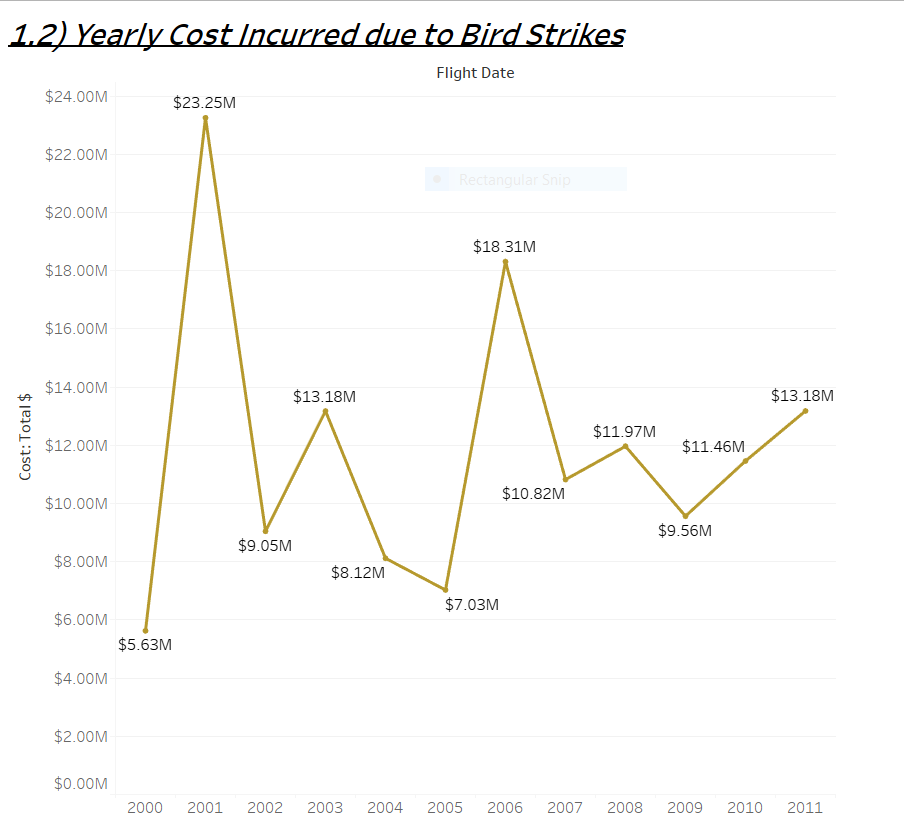 1.2) Yearly Cost Incurred due to Bird Strikes
Flight Date
$24.00M
$23.25M
$22.00M
Rectangular Snip
$20.00M
$18.31M
$18.00M
$16.00M
$14.00M
$13.18M
$13.18M
Cost: Total $
$12.00M
$11.97M
$11.46M
$10.82M
$10.00M
$9.05M
$9.56M
$8.00M
$8.12M
$7.03M
$6.00M
$5.63M
$4.00M
$2.00M
$0.00M
2000 2001 2002 2003 2004 2005 2006 2007 2008 2009 2010 2011